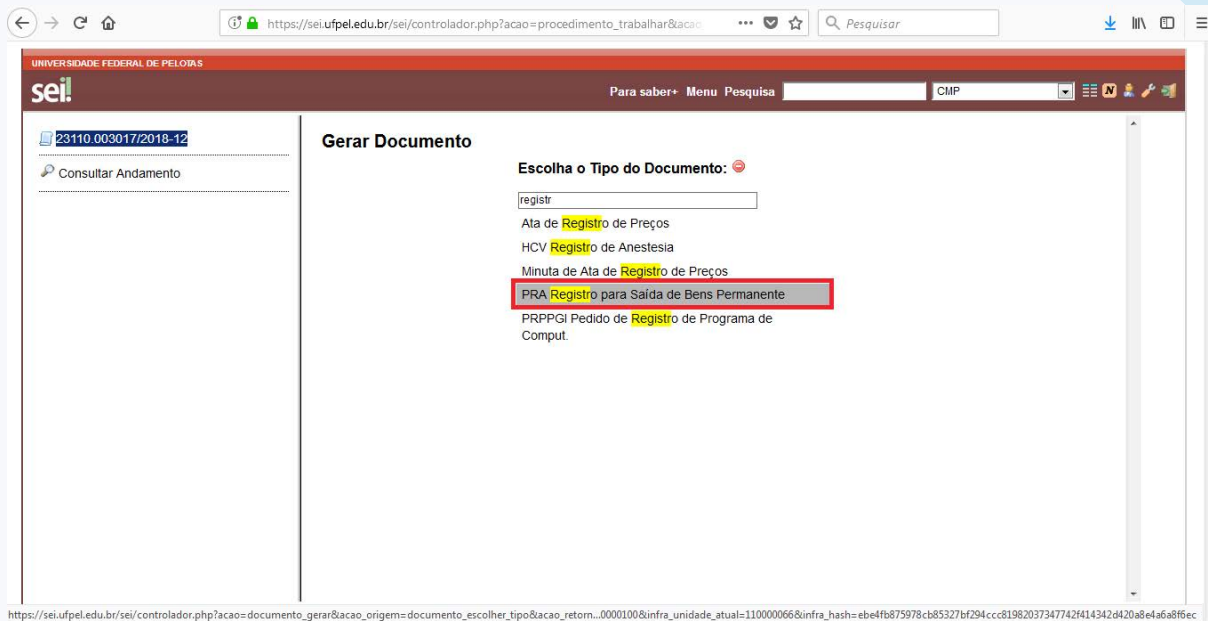 https://sei.ufpel.edu.br/sei/controlador.php?acao=procedimento_trabalhar&acao
Pesquisar
UNIVERSIDADE FEDERAL DE PELOTAS
sei!
Para saber+ Menu Pesquisa
CMP
N
23110.003017/2018-12
Consultar Andamento
Gerar Documento
Escolha o Tipo do Documento:
registr
Ata de Registro de Preços
HCV Registro de Anestesia
Minuta de Ata de Registro de Preços
PRA Registro para Saída de Bens Permanente
PRPPGI Pedido de Registro de Programa de
Comput.
https://sei.ufpel.edu.br/sei/controlador.php?acao=documento_gerar&acao_origem=documento_escolher_tipo&acao_retorn...0000100&infra_unidade_atual=110000066&infra_hash=ebe4fb875978cb85327bf294ccc81982037347742f414342d420a8e4a6a8f6ec